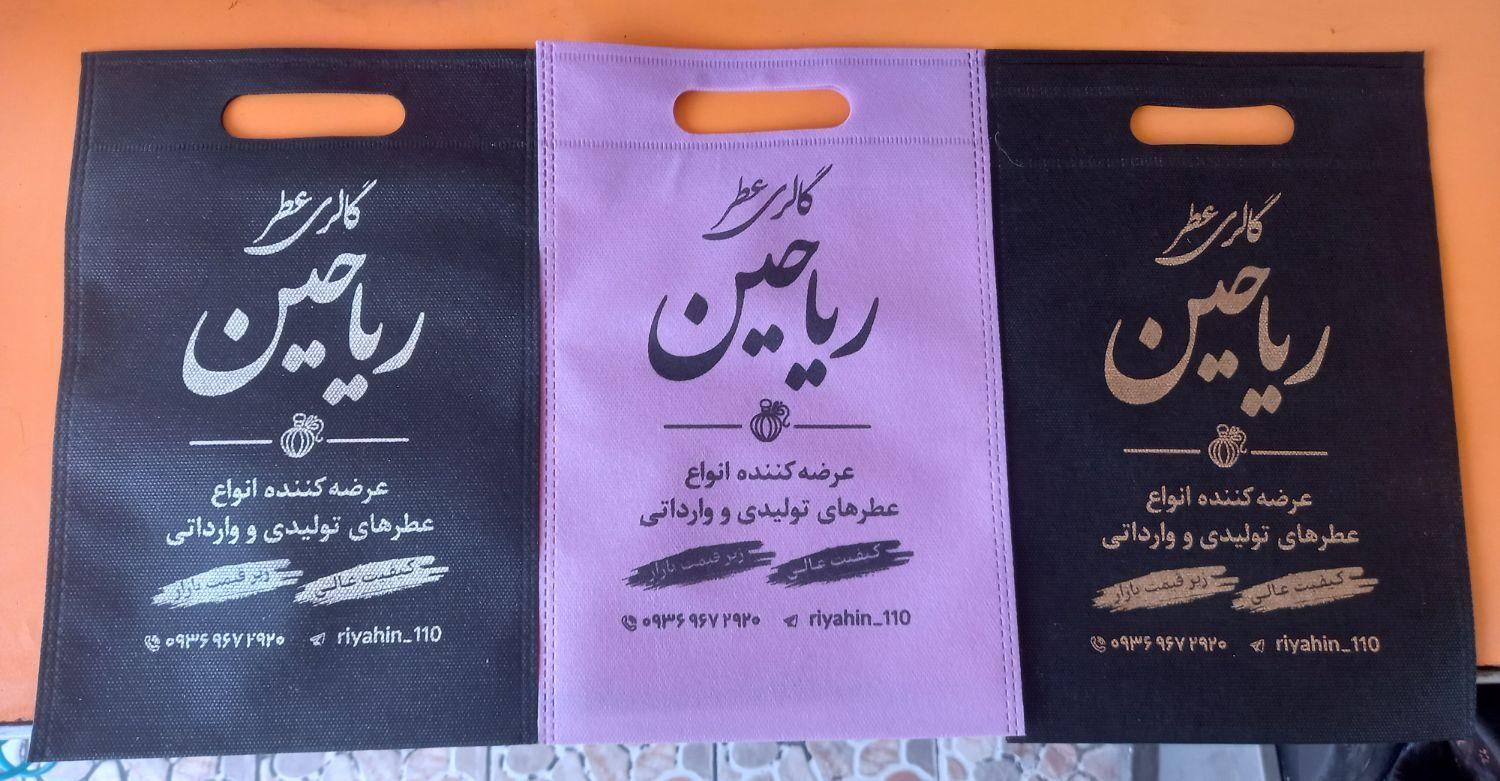 گالری عطر
ریاحین
عرضه کننده انواع
عطرهای تولیدی و وارداتی
کیفیت عالی زیر قیمت بازار
۰۹۳۶ ۹۶۷ ۲۹۲۰ riyahin_110
گالری عطر
ریاحین
عرضه کننده انواع
عطرهای تولیدی و وارداتی
کیفیت عالی زیر قیمت بازار
۰۹۳۶ ۹۶۷ ۲۹۲۰ riyahin_110
گالری عطر
ریاحین
عرضه کننده انواع
عطرهای تولیدی و وارداتی
کیفیت عالی زیر قیمت بازار
۰۹۳۶ ۹۶۷ ۲۹۲۰ riyahin_110